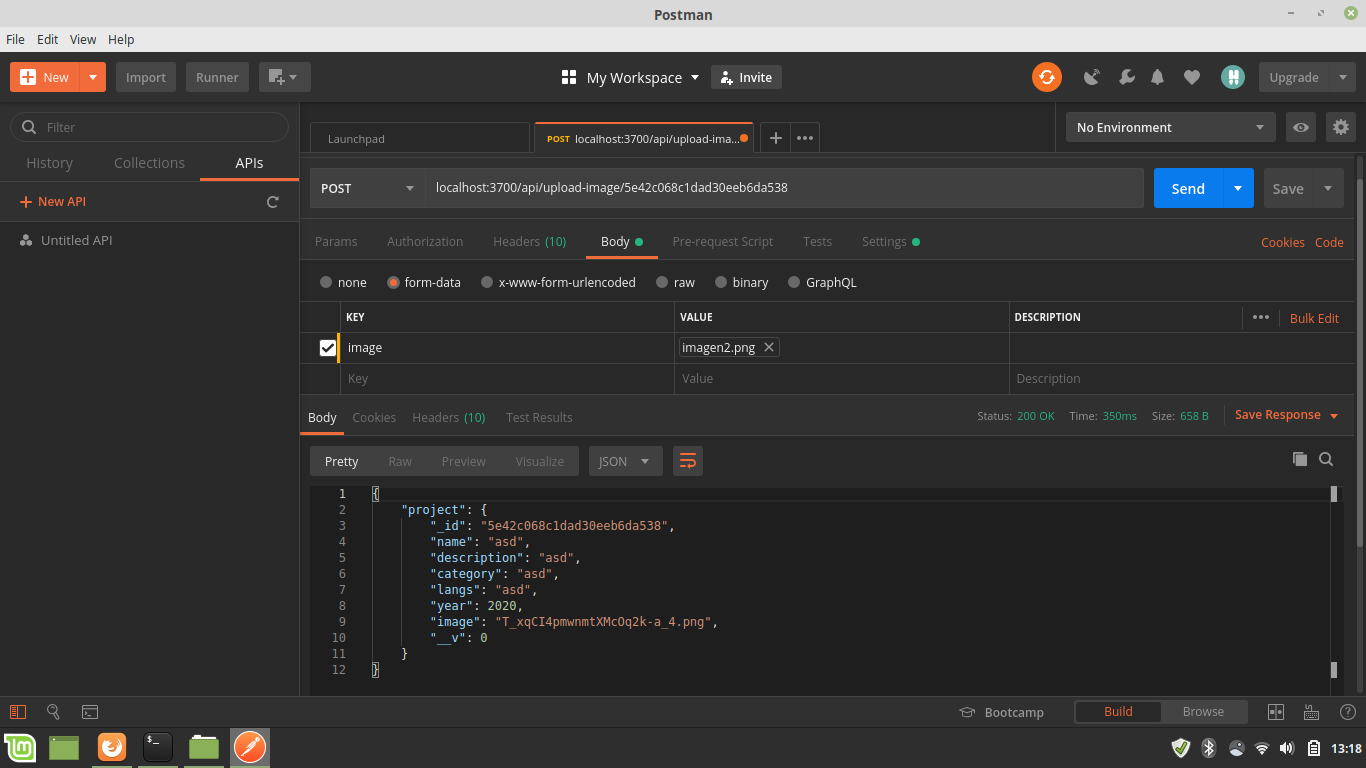 Postman
File Edit View Help
New Import Runner My Workspace Invite Upgrade
Filter
Launchpad POST localhost:3700/api/upload-ima... No Environment
History Collections APIs
New API
Untitled API
POST localhost:3700/api/upload-image/5e42c068c1dad30eeb6da538 Send Save
Params Authorization Headers (10) Body Pre-request Script Tests Settings Cookies Code
none form-data x-www-form-urlencoded raw binary GraphQL
KEY VALUE DESCRIPTION Bulk Edit
image imagen2.png
Key Value Description
Body Cookies Headers (10) Test Results Status: 200 OK Time: 350ms Size: 658 B Save Response
Pretty Raw Preview Visualize JSON
1 {
2 "project": {
3 "_id": "5e42c068c1dad30eeb6da538",
4 "name": "asd",
5 "description": "asd",
6 "category": "asd",
7 "langs": "asd",
8 "year": 2020,
9 "image": "T_xqCI4pmwnmtXMcOq2k-a_4.png",
10 "__v": 0
11 }
12 }
Bootcamp Build Browse
13:18